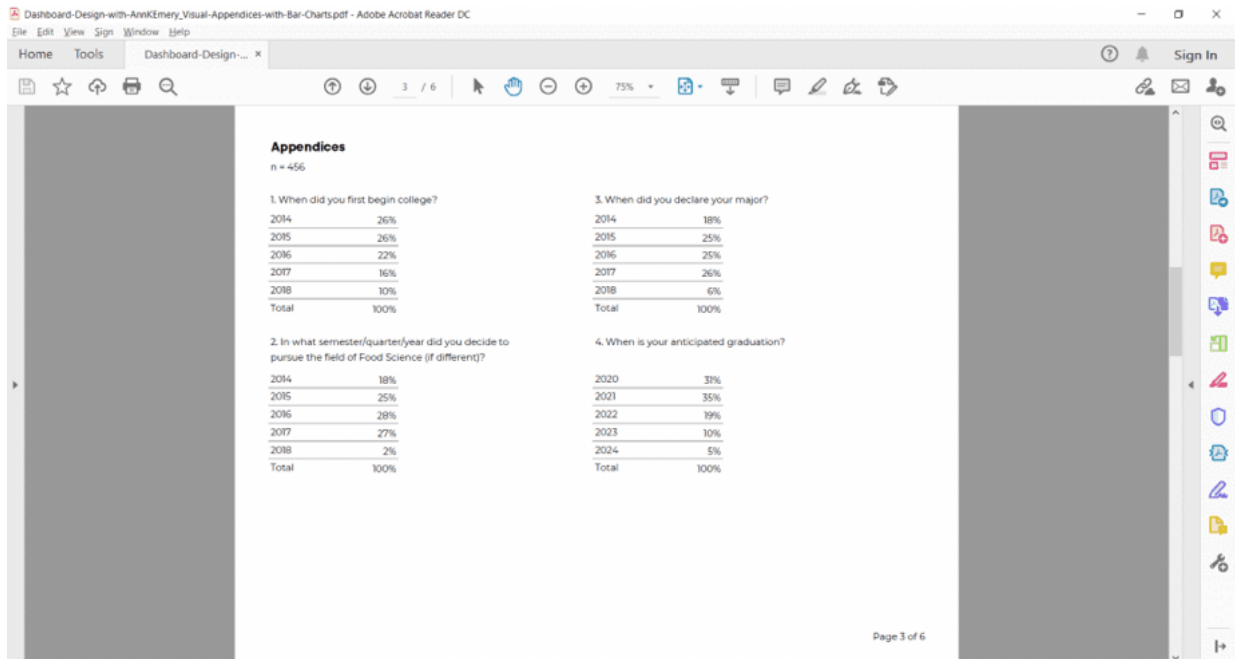 Dashboard-Design-with-AnnKEmery_Visual-Appendices-with-Bar-Charts.pdf - Adobe Acrobat Reader DC
File Edit View Sign Window Help
Home Tools Dashboard-Design-... × Sign In
3 / 6 75%
Appendices
n = 456
1. When did you first begin college?
2014 26%
2015 26%
2016 22%
2017 16%
2018 10%
Total 100%
2. In what semester/quarter/year did you decide to
pursue the field of Food Science (if different)?
2014 18%
2015 25%
2016 28%
2017 27%
2018 2%
Total 100%
3. When did you declare your major?
2014 18%
2015 25%
2016 25%
2017 26%
2018 6%
Total 100%
4. When is your anticipated graduation?
2020 31%
2021 35%
2022 19%
2023 10%
2024 5%
Total 100%
Page 3 of 6